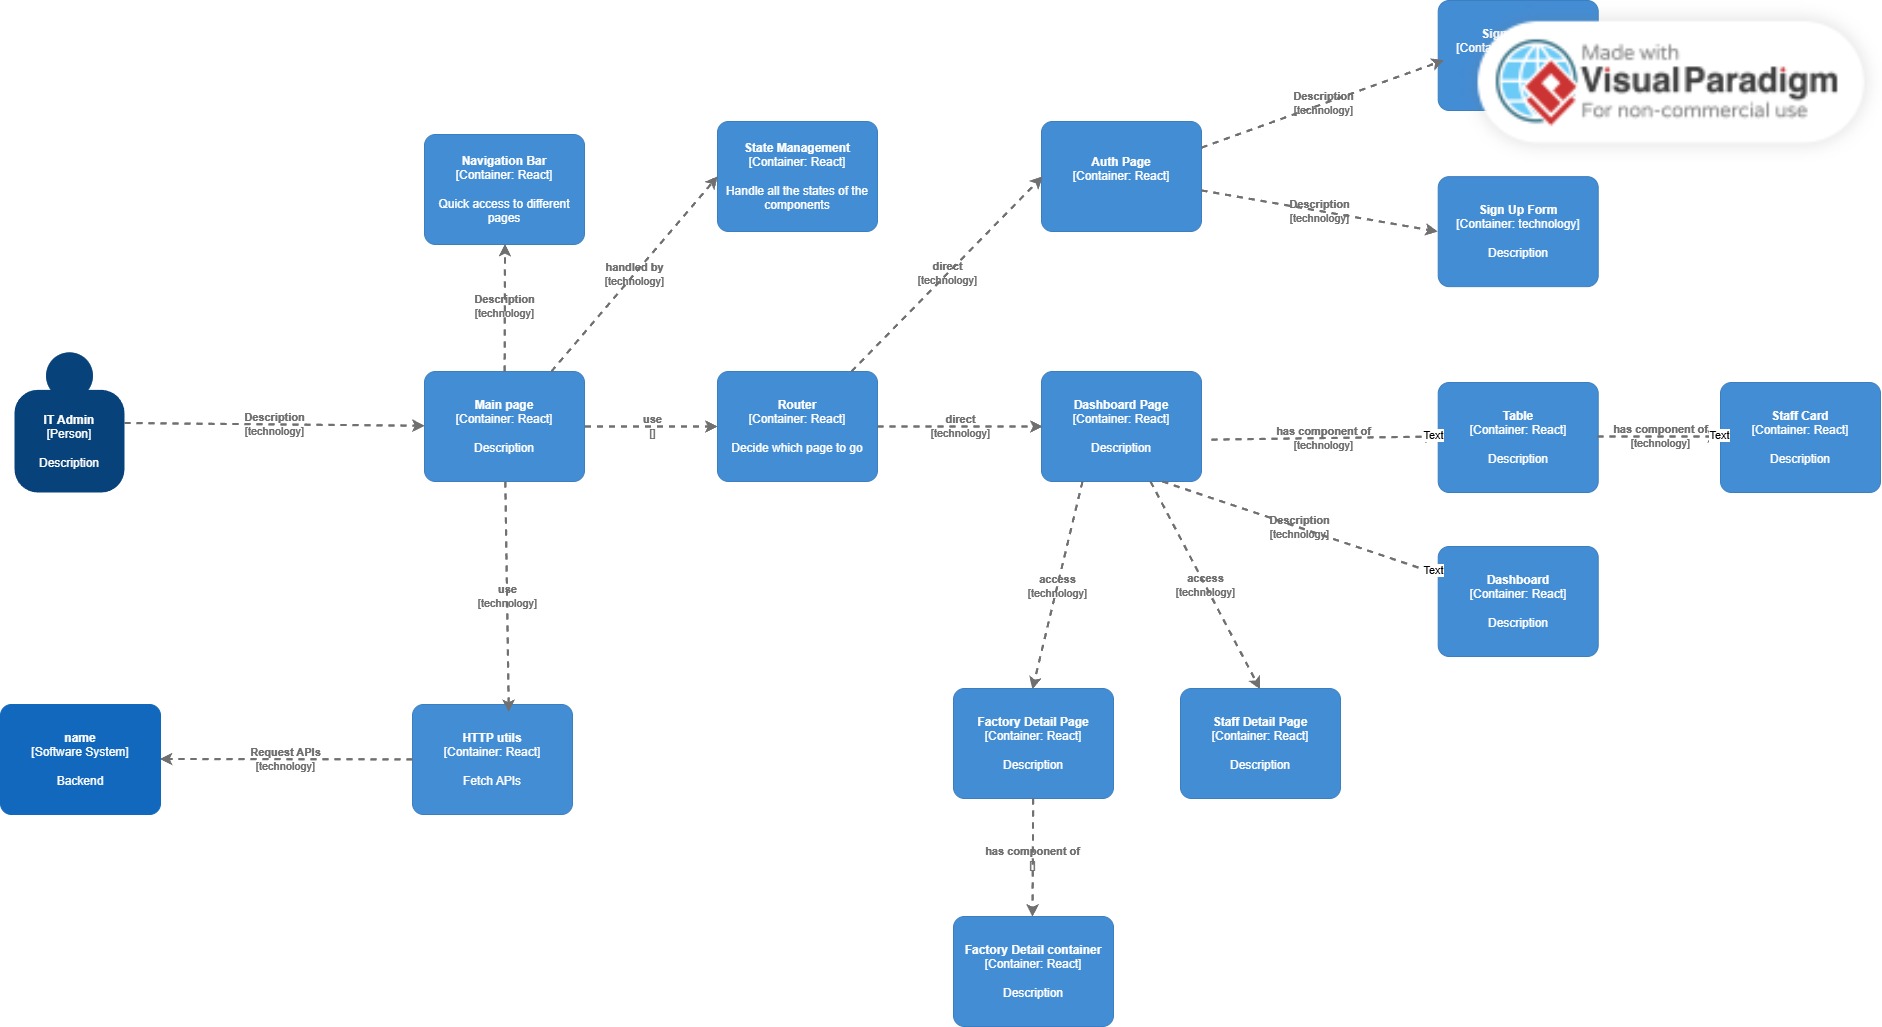 Made with
Visual Paradigm
For non-commercial use
Description
[technology]
Navigation Bar
[Container: React]
Quick access to different
pages
State Management
[Container: React]
Handle all the states of the
components
Auth Page
[Container: React]
Description
[technology]
Sign Up Form
[Container: technology]
Description
handled by
[technology]
direct
[technology]
Description
[technology]
IT Admin
[Person]
Description
Description
[technology]
Main page
[Container: React]
Description
use
[]
Router
[Container: React]
Decide which page to go
direct
[technology]
Dashboard Page
[Container: React]
Description
has component of
[technology]
Text
Table
[Container: React]
Description
has component of
[technology]
Text
Staff Card
[Container: React]
Description
Description
[technology]
Text
Dashboard
[Container: React]
Description
use
[technology]
access
[technology]
access
[technology]
name
[Software System]
Backend
Request APIs
[technology]
HTTP utils
[Container: React]
Fetch APIs
Factory Detail Page
[Container: React]
Description
Staff Detail Page
[Container: React]
Description
has component of
[]
Factory Detail container
[Container: React]
Description